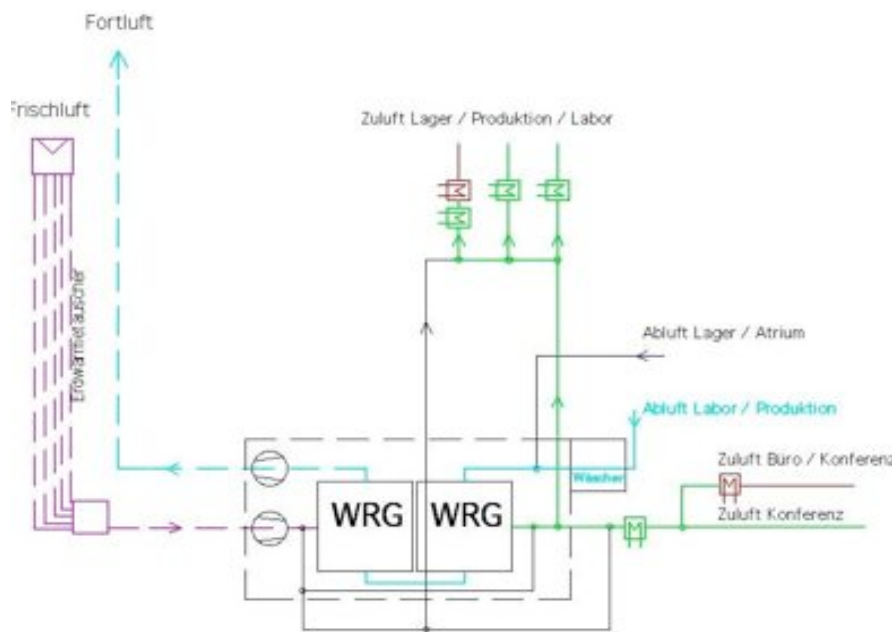 Fortluft
Frischluft
Zuluft Lager / Produktion / Labor
Erdwärmetauscher
Abluft Lager / Atrium
Abluft Labor / Produktion
Zuluft Büro / Konferenz
Wäscher
WRG
WRG
Zuluft Konferenz